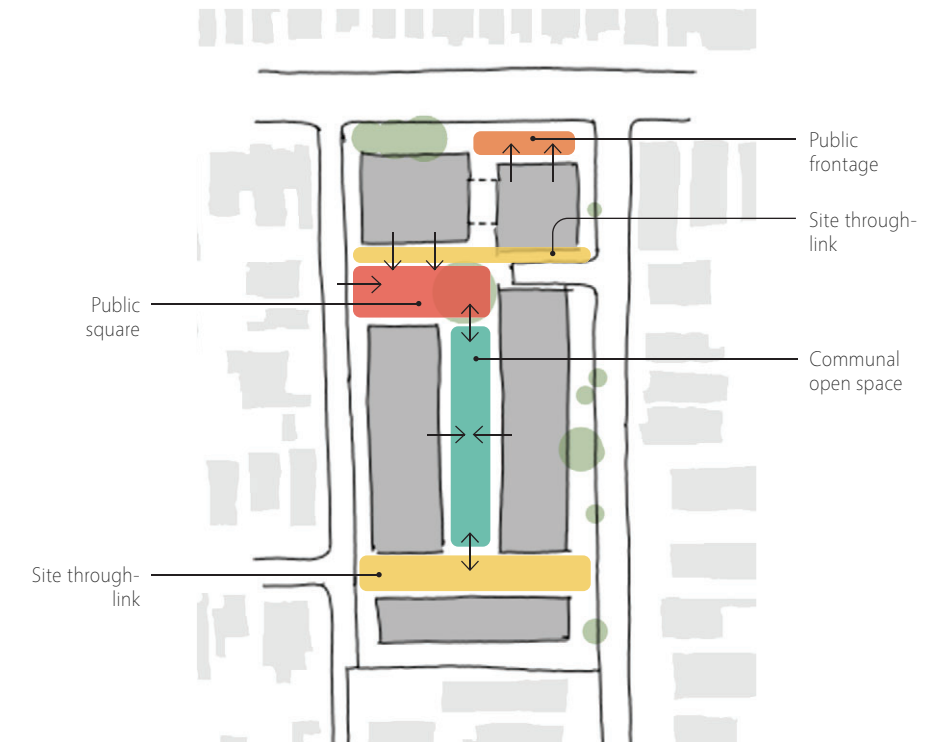 Public
frontage
Site through-
link
Public
square
Communal
open space
Site through-
link